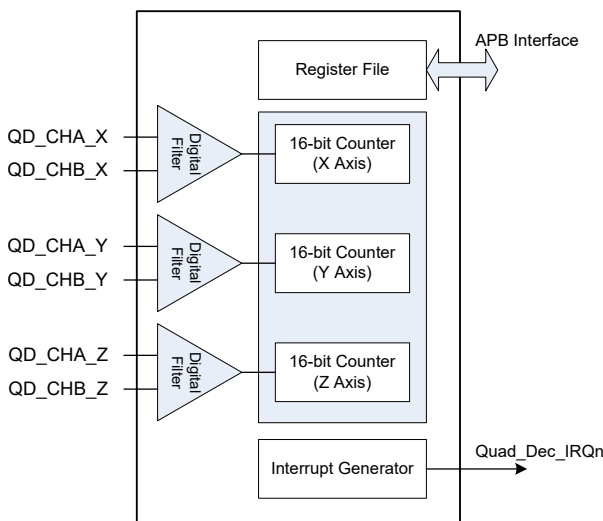 APB Interface
Register File
QD_CHA_X
QD_CHB_X
Digital
Filter
16-bit Counter
(X Axis)
QD_CHA_Y
QD_CHB_Y
Digital
Filter
16-bit Counter
(Y Axis)
QD_CHA_Z
QD_CHB_Z
Digital
Filter
16-bit Counter
(Z Axis)
Interrupt Generator
Quad_Dec_IRQn